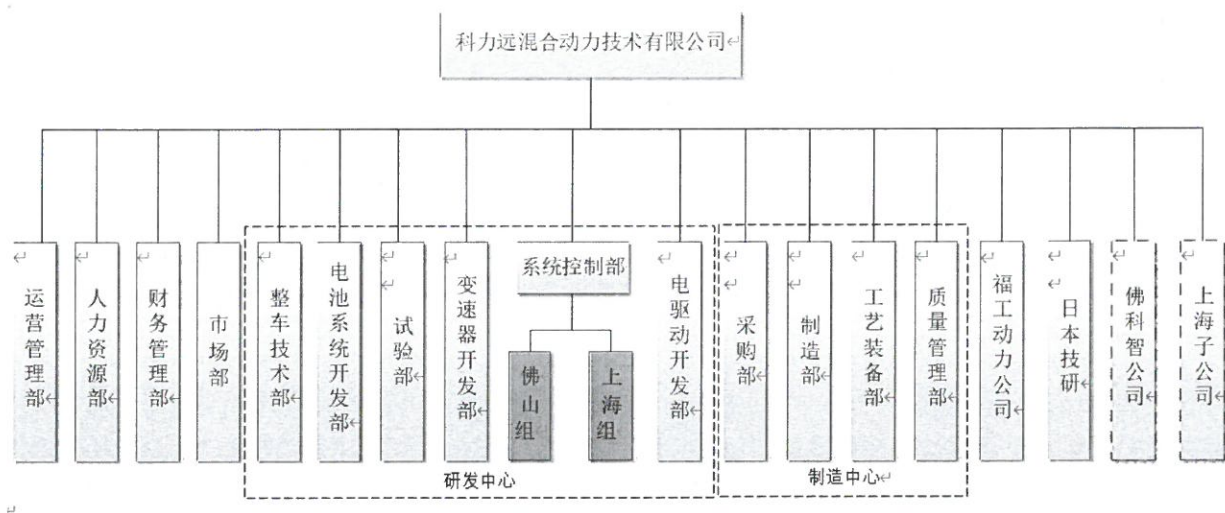 科力远混合动力技术有限公司
运营管理部
人力资源部
财务管理部
市场部
整车技术部
电池系统开发部
试验部
变速器开发部
系统控制部
佛山组
上海组
电驱动开发部
采购部
制造部
工艺装备部
质量管理部
福工动力公司
日本技研
佛科智公司
上海子公司
研发中心
制造中心